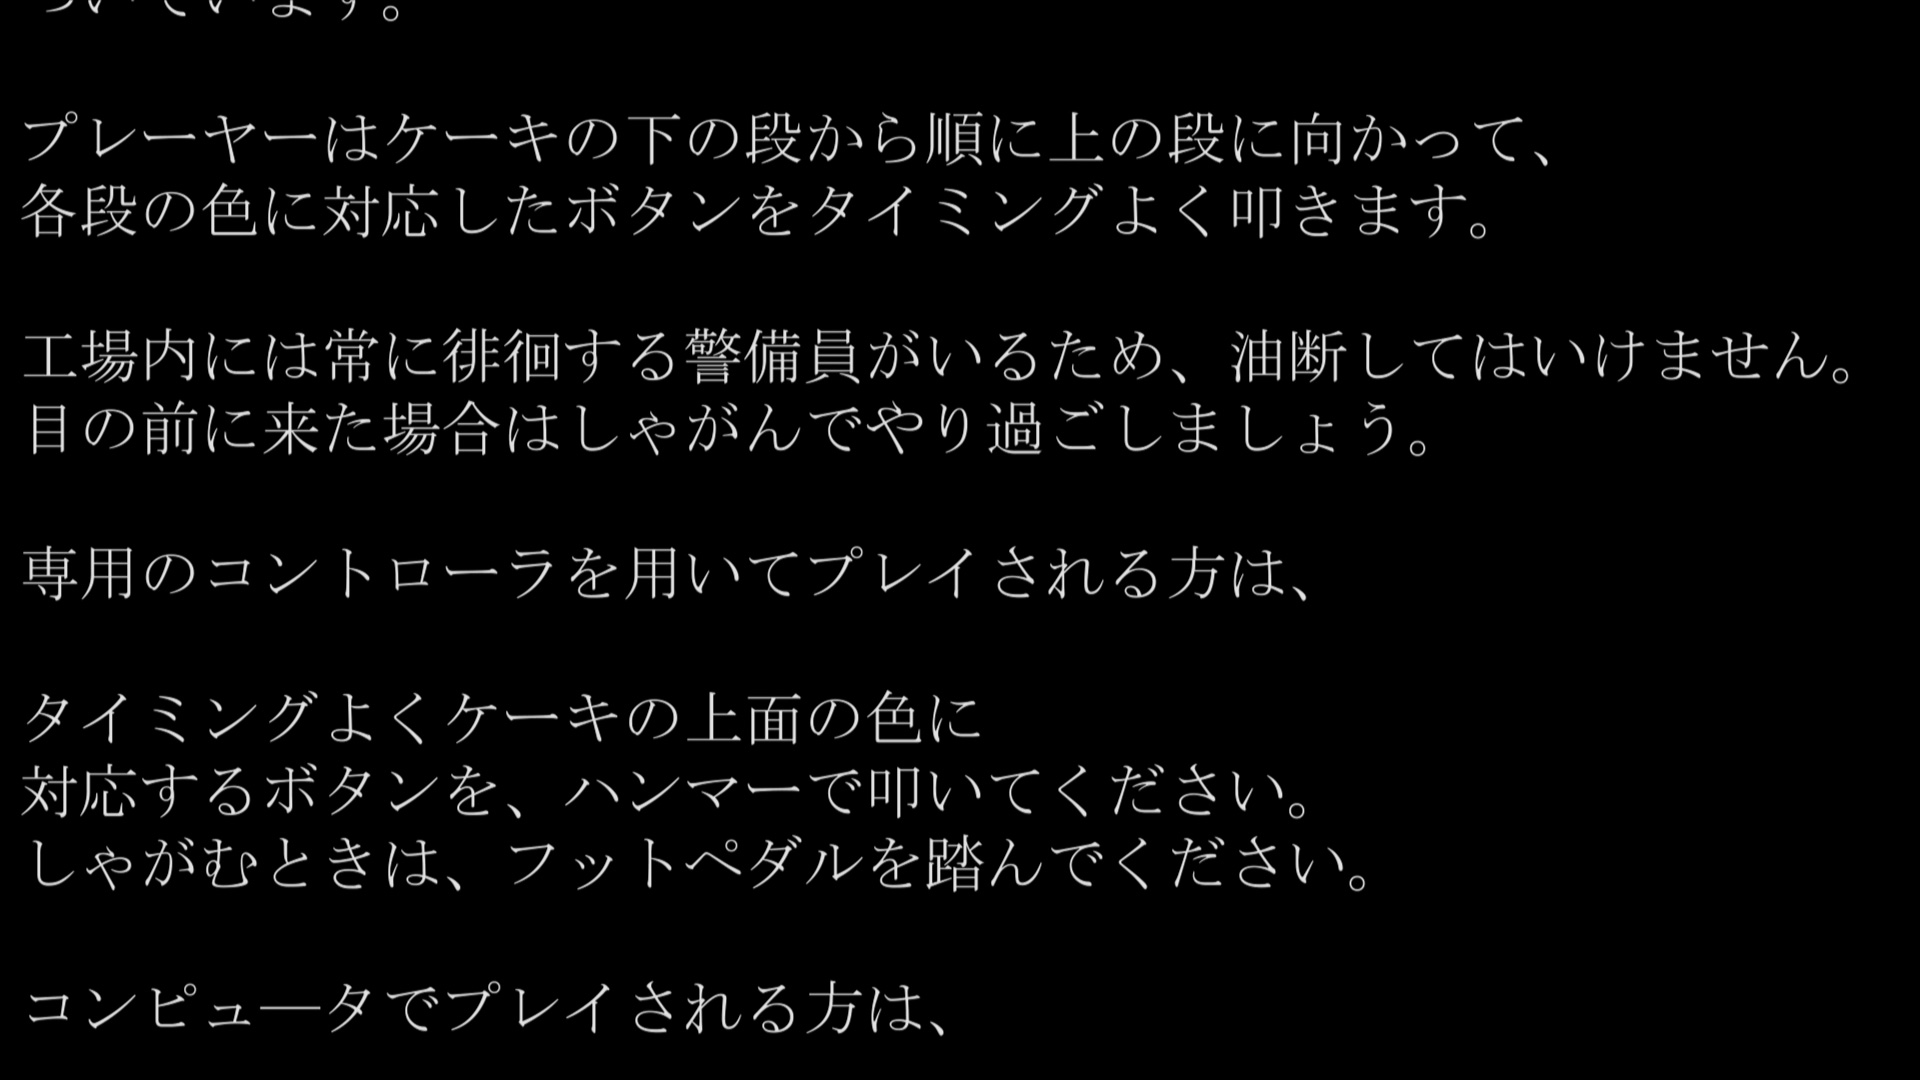 ついています。
プレーヤーはケーキの下の段から順に上の段に向かって、
各段の色に対応したボタンをタイミングよく叩きます。
工場内には常に徘徊する警備員がいるため、油断してはいけません。
目の前に来た場合はしゃがんでやり過ごしましょう。
専用のコントローラを用いてプレイされる方は、
タイミングよくケーキの上面の色に
対応するボタンを、ハンマーで叩いてください。
しゃがむときは、フットペダルを踏んでください。
コンピュ―タでプレイされる方は、